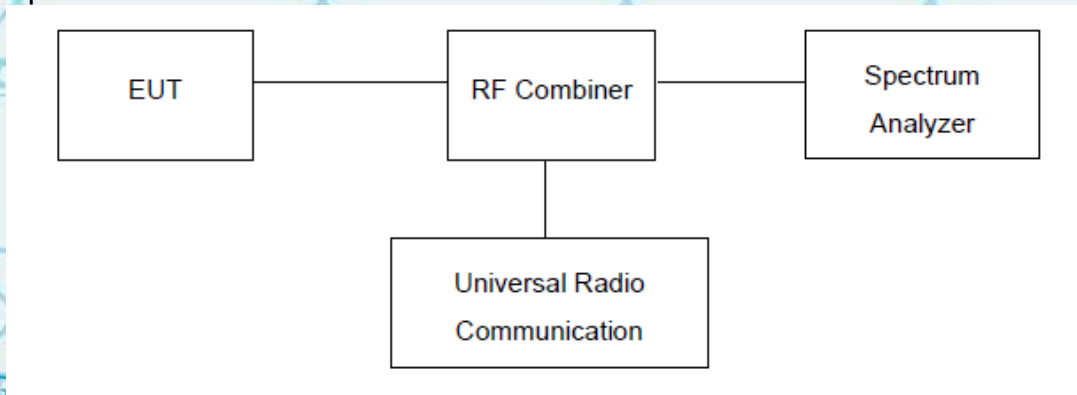 EUT
RF Combiner
Spectrum
Analyzer
Universal Radio
Communication